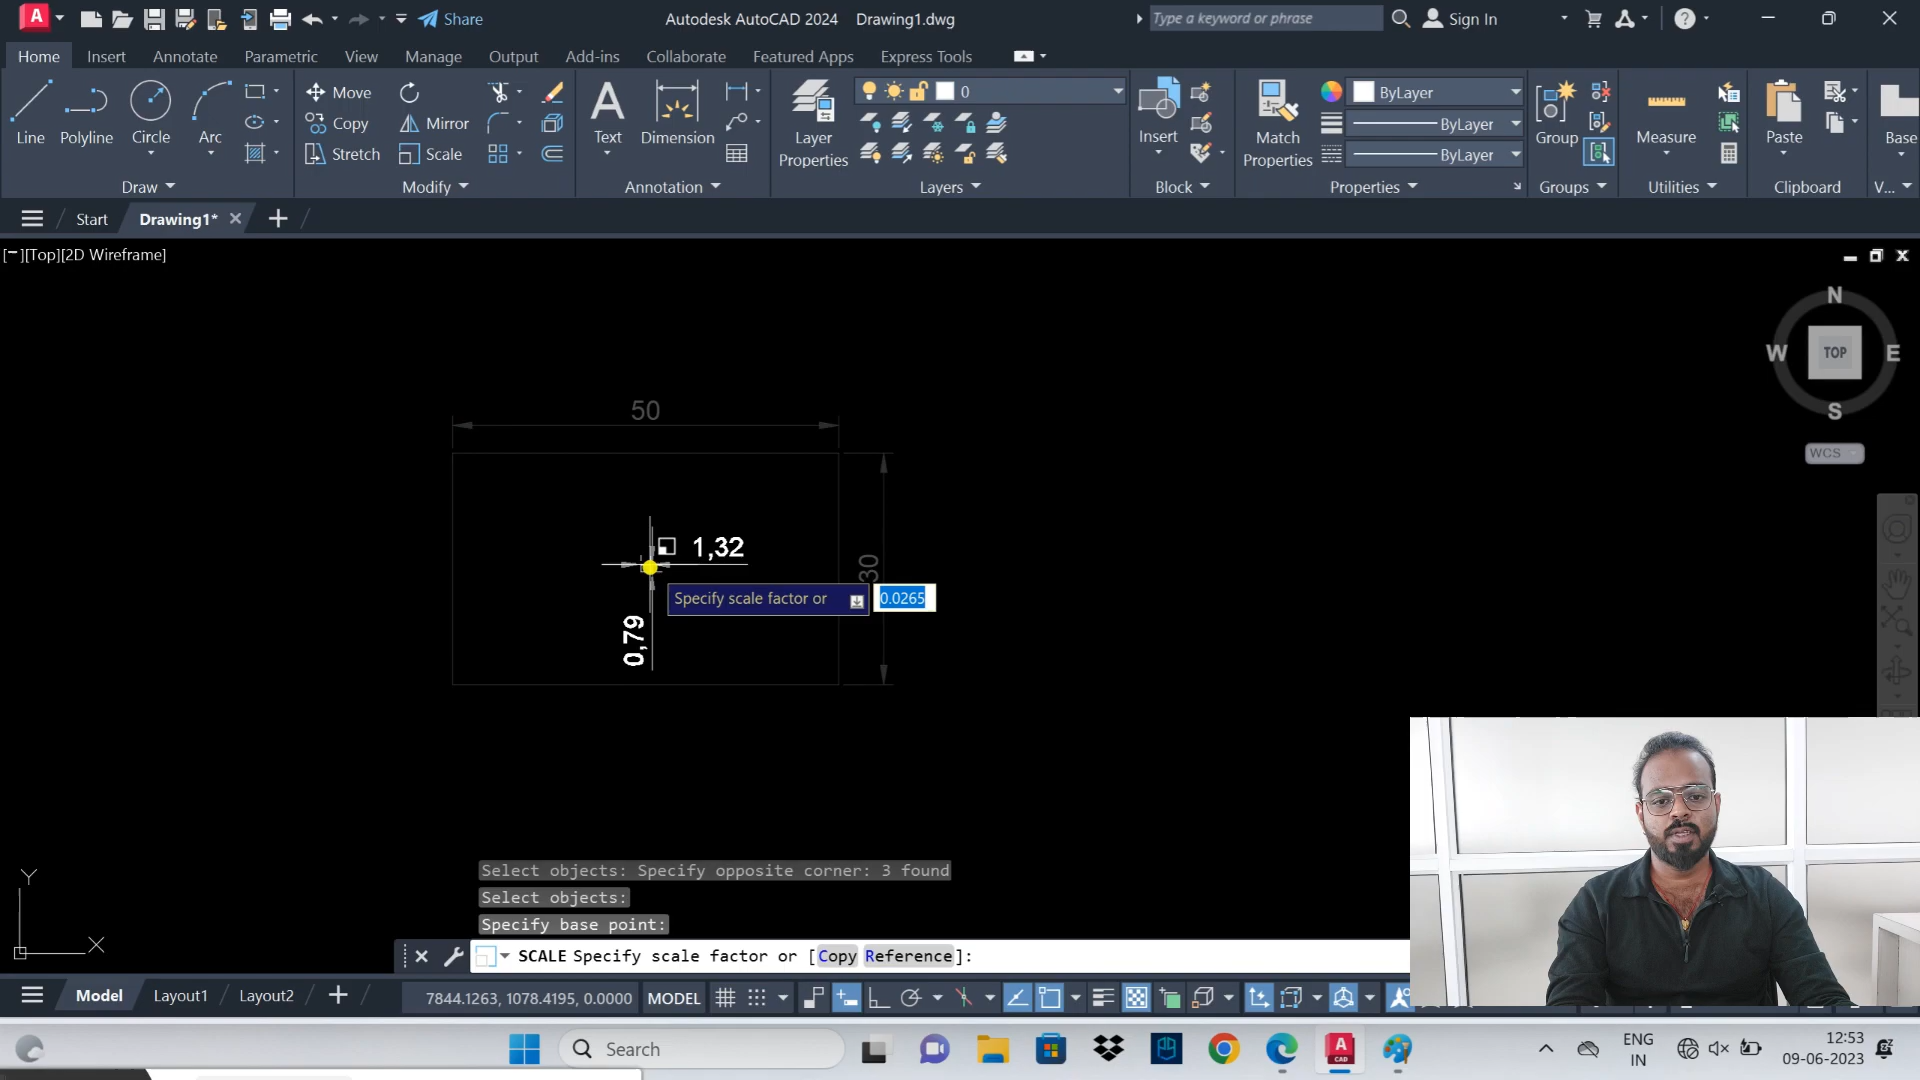 Share
Autodesk AutoCAD 2024 Drawing1.dwg
Type a keyword or phrase
Sign In
Home Insert Annotate Parametric View Manage Output Add-ins Collaborate Featured Apps Express Tools
Line Polyline Circle Arc
Move Copy Stretch
Mirror Scale
Text Dimension
Layer Properties
0
Insert
Match Properties
ByLayer
ByLayer
ByLayer
Group
Measure
Paste
Base
Draw Modify Annotation Layers Block Properties Groups Utilities Clipboard V...
Start Drawing1*
[−][Top][2D Wireframe]
N
W TOP E
S
WCS
50
30
1,32
0,79
Specify scale factor or 0.0265
Select objects: Specify opposite corner: 3 found
Select objects:
Specify base point:
SCALE Specify scale factor or [Copy Reference]:
Y
X
Model Layout1 Layout2
7844.1263, 1078.4195, 0.0000 MODEL
Search
A CAD
ENG
IN
12:53
09-06-2023